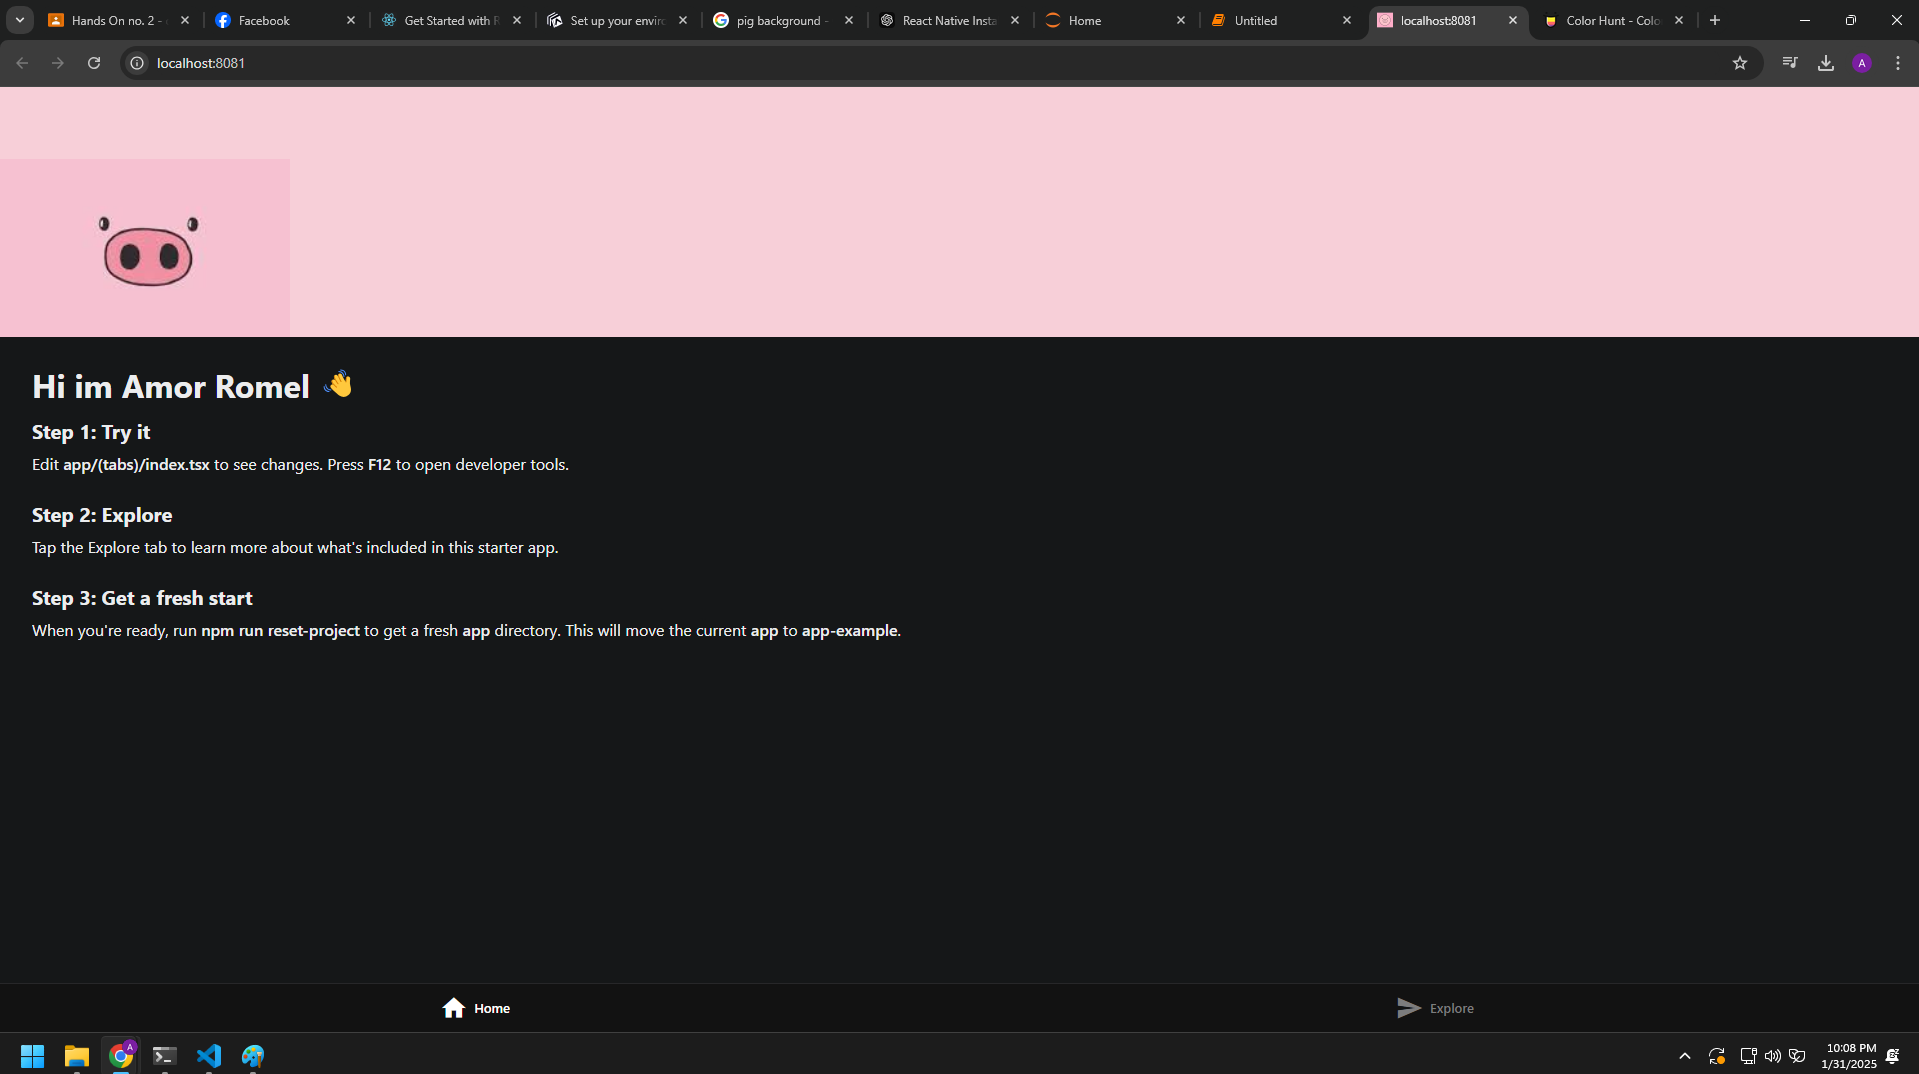 Hands On no. 2 -
Facebook
Get Started with R
Set up your enviro
pig background -
React Native Insta
Home
Untitled
localhost:8081
Color Hunt - Colo
localhost:8081
A
Hi im Amor Romel 👋
Step 1: Try it
Edit app/(tabs)/index.tsx to see changes. Press F12 to open developer tools.
Step 2: Explore
Tap the Explore tab to learn more about what's included in this starter app.
Step 3: Get a fresh start
When you're ready, run npm run reset-project to get a fresh app directory. This will move the current app to app-example.
Home
Explore
A
10:08 PM
1/31/2025